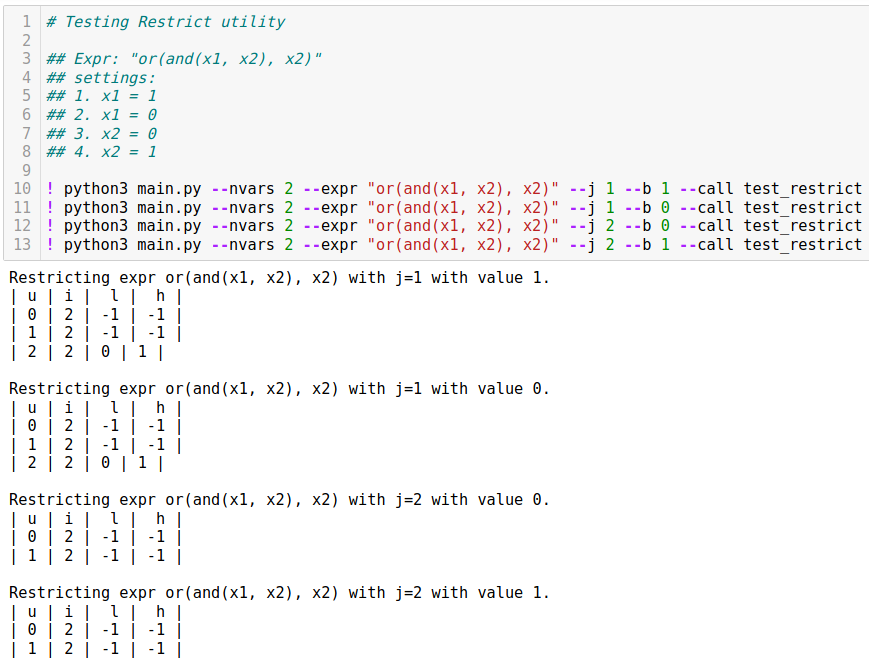 1 # Testing Restrict utility
2
3 ## Expr: "or(and(x1, x2), x2)"
4 ## settings:
5 ## 1. x1 = 1
6 ## 2. x1 = 0
7 ## 3. x2 = 0
8 ## 4. x2 = 1
9
10 ! python3 main.py --nvars 2 --expr "or(and(x1, x2), x2)" --j 1 --b 1 --call test_restrict
11 ! python3 main.py --nvars 2 --expr "or(and(x1, x2), x2)" --j 1 --b 0 --call test_restrict
12 ! python3 main.py --nvars 2 --expr "or(and(x1, x2), x2)" --j 2 --b 0 --call test_restrict
13 ! python3 main.py --nvars 2 --expr "or(and(x1, x2), x2)" --j 2 --b 1 --call test_restrict
Restricting expr or(and(x1, x2), x2) with j=1 with value 1.
| u | i |  l |  h |
| 0 | 2 | -1 | -1 |
| 1 | 2 | -1 | -1 |
| 2 | 2 | 0 | 1 |
Restricting expr or(and(x1, x2), x2) with j=1 with value 0.
| u | i |  l |  h |
| 0 | 2 | -1 | -1 |
| 1 | 2 | -1 | -1 |
| 2 | 2 | 0 | 1 |
Restricting expr or(and(x1, x2), x2) with j=2 with value 0.
| u | i |  l |  h |
| 0 | 2 | -1 | -1 |
| 1 | 2 | -1 | -1 |
Restricting expr or(and(x1, x2), x2) with j=2 with value 1.
| u | i |  l |  h |
| 0 | 2 | -1 | -1 |
| 1 | 2 | -1 | -1 |